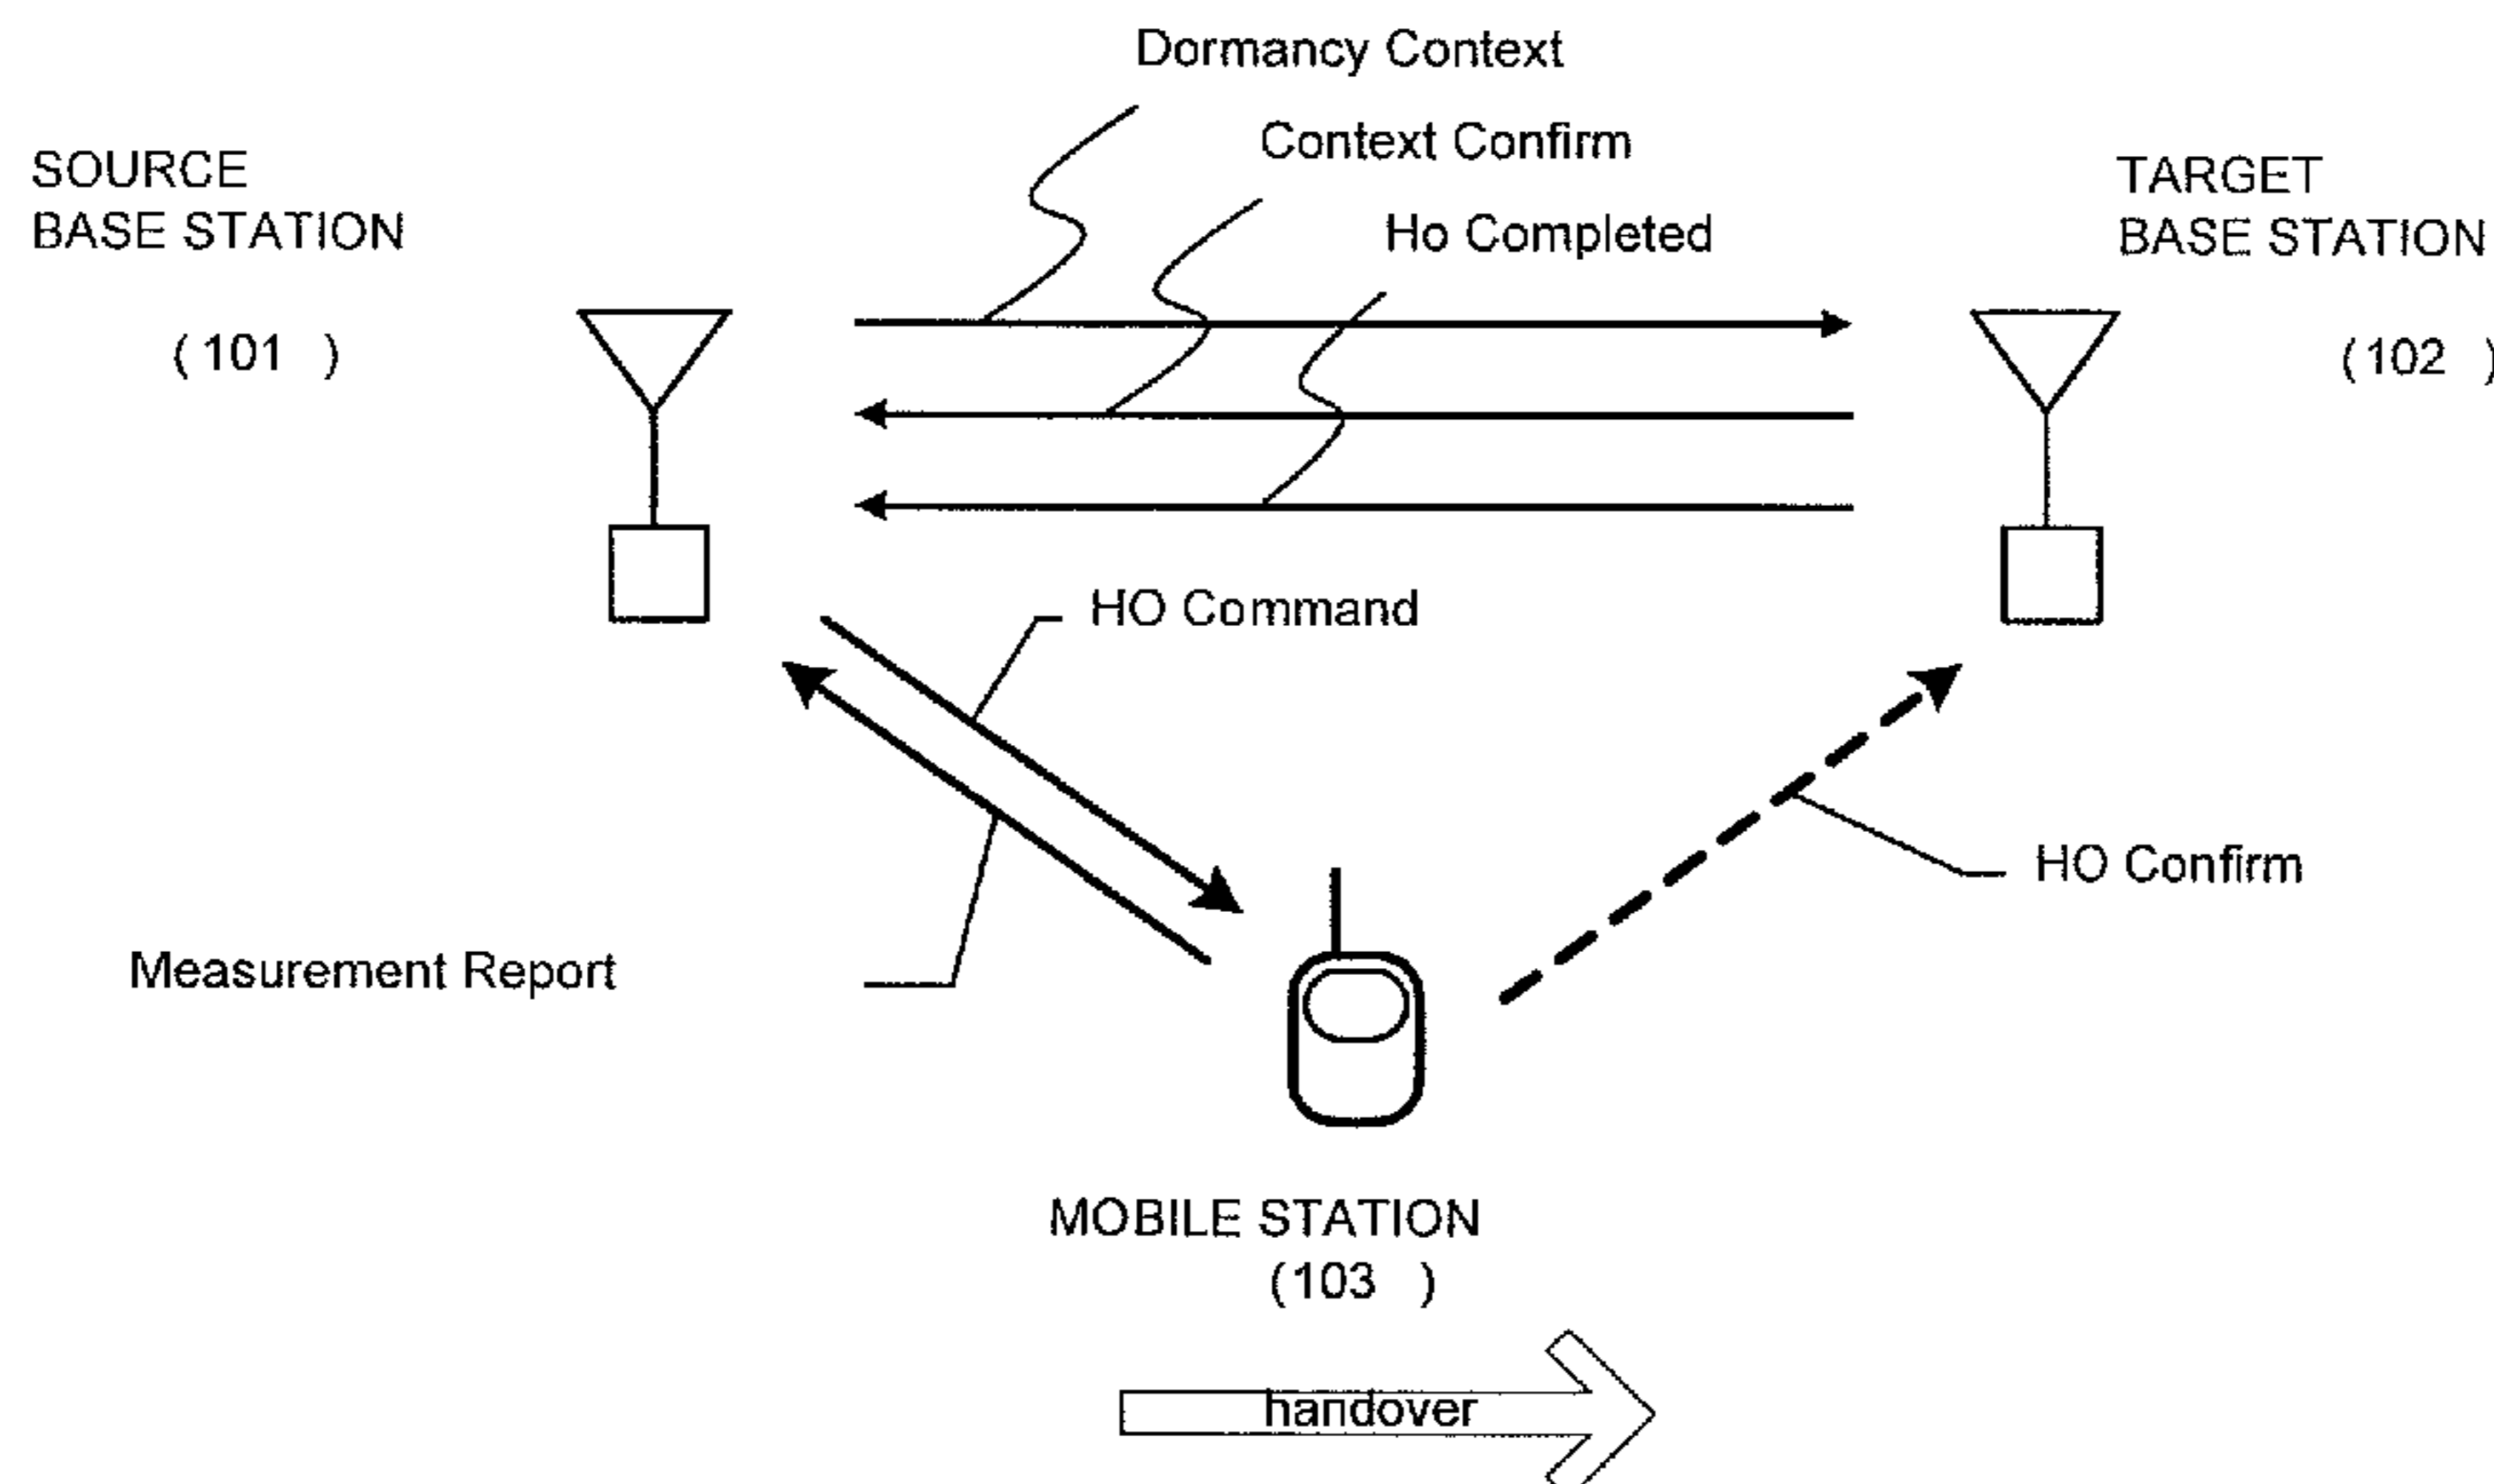 Dormancy Context
Context Confirm
Ho Completed
SOURCE
BASE STATION
( 101 )
TARGET
BASE STATION
( 102 )
HO Command
HO Confirm
Measurement Report
MOBILE STATION
( 103 )
handover